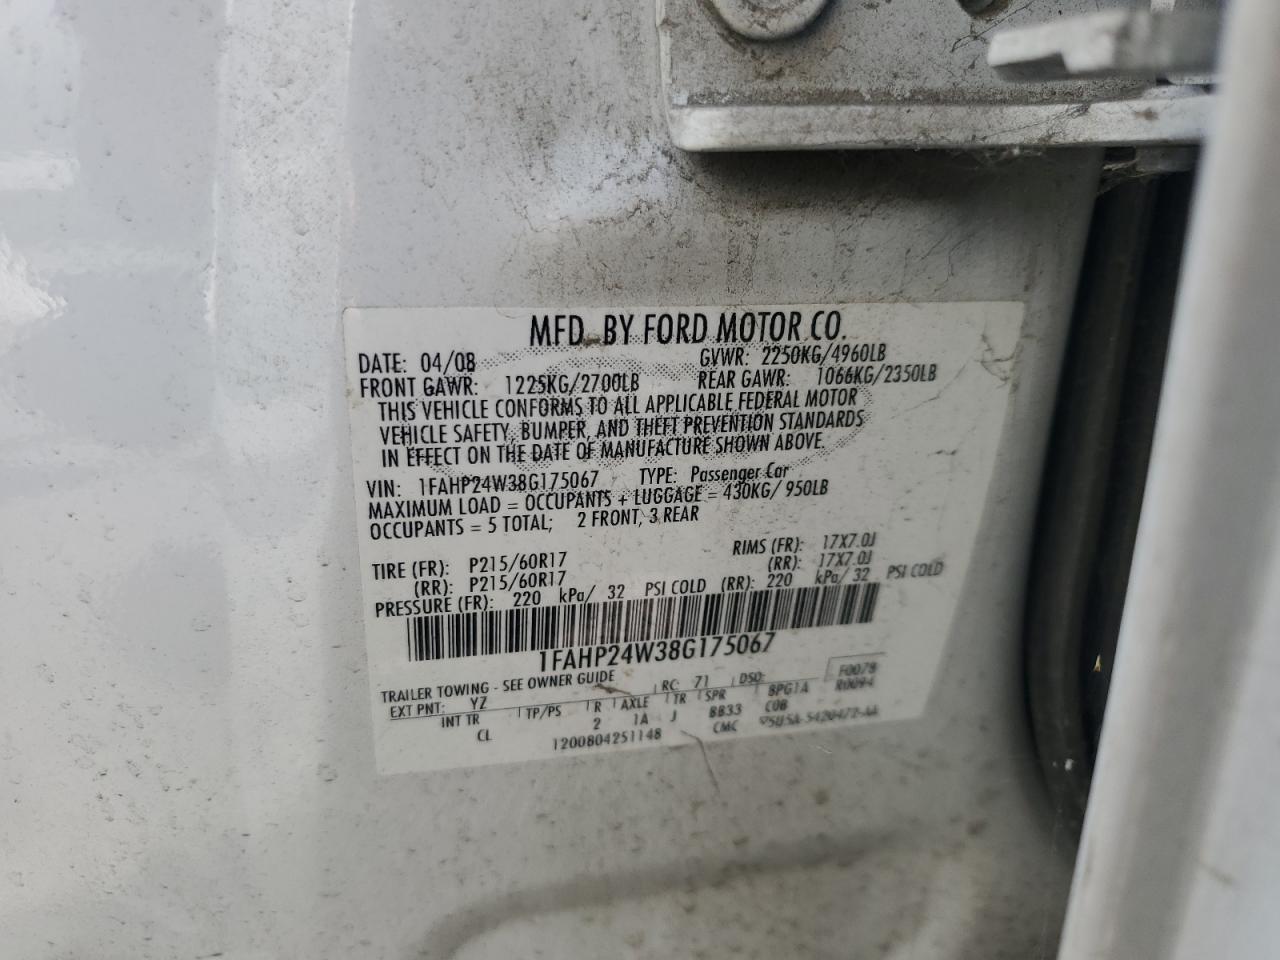 MFD. BY FORD MOTOR CO.
DATE: 04/08 GVWR: 2250KG/4960LB
FRONT GAWR: 1225KG/2700LB REAR GAWR: 1066KG/2350LB
THIS VEHICLE CONFORMS TO ALL APPLICABLE FEDERAL MOTOR
VEHICLE SAFETY, BUMPER, AND THEFT PREVENTION STANDARDS
IN EFFECT ON THE DATE OF MANUFACTURE SHOWN ABOVE.
VIN: 1FAHP24W38G175067 TYPE: Passenger Car
MAXIMUM LOAD = OCCUPANTS + LUGGAGE = 430KG/ 950LB
OCCUPANTS = 5 TOTAL; 2 FRONT, 3 REAR
TIRE (FR): P215/60R17 RIMS (FR): 17X7.0J
(RR): P215/60R17 (RR): 17X7.0J
PRESSURE (FR): 220 kPa/ 32 PSI COLD (RR): 220 kPa/ 32 PSI COLD
1FAHP24W38G175067
TRAILER TOWING - SEE OWNER GUIDE F0078
EXT PNT: YZ RC: 71 DSO: R0094
INT TR TP/PS R AXLE TR SPR BPG1A
CL 2 1A J BB33 COB
1200804251148 CMC